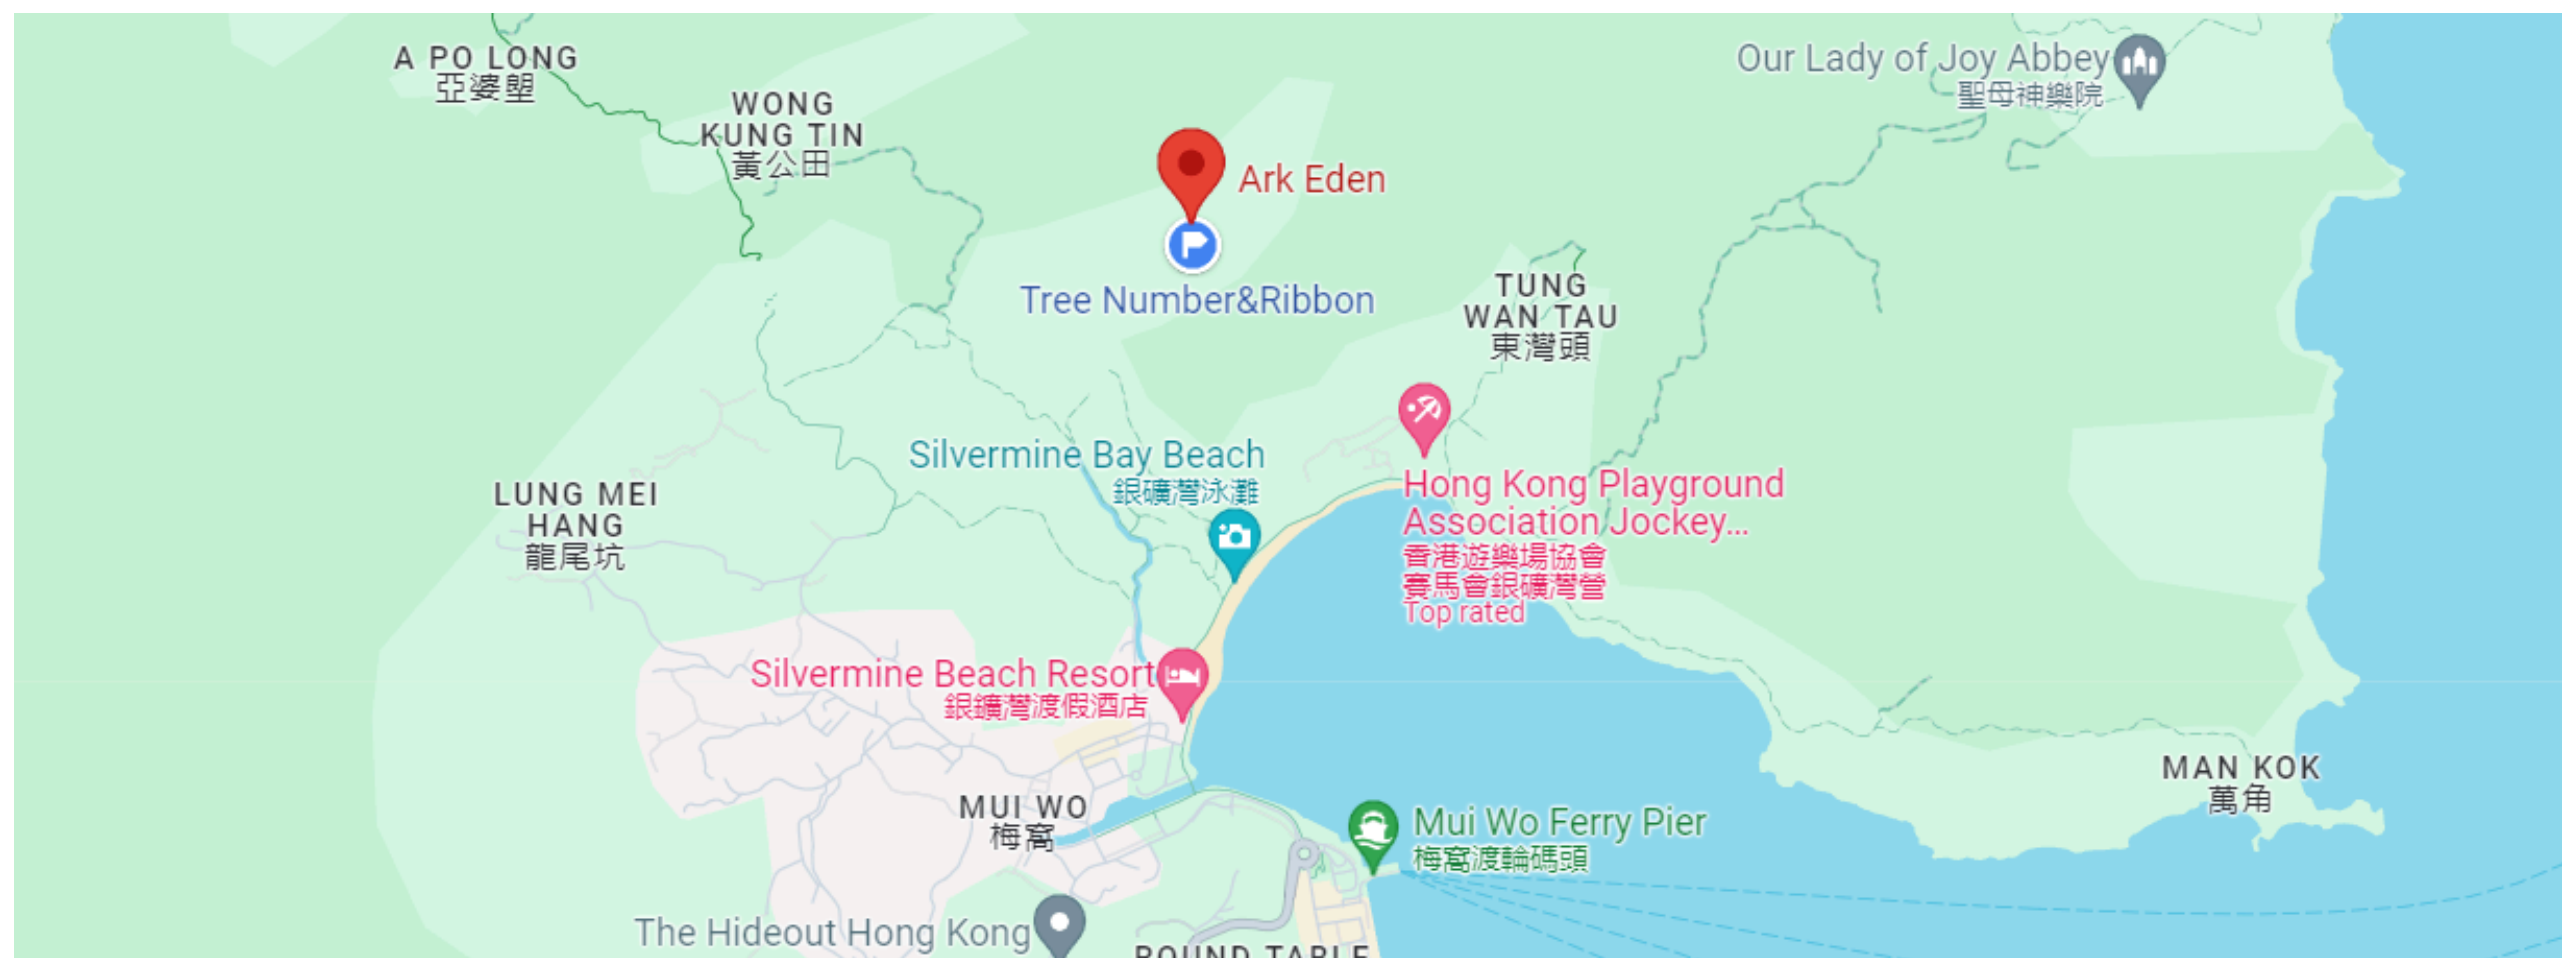 A PO LONG
亞婆塱
WONG
KUNG TIN
黃公田
Our Lady of Joy Abbey
聖母神樂院
Ark Eden
Tree Number&Ribbon
TUNG
WAN TAU
東灣頭
Silvermine Bay Beach
銀礦灣泳灘
LUNG MEI
HANG
龍尾坑
Hong Kong Playground
Association Jockey...
香港遊樂場協會
賽馬會銀礦灣營
Top rated
Silvermine Beach Resort
銀鑛灣渡假酒店
MAN KOK
萬角
MUI WO
梅窩
Mui Wo Ferry Pier
梅窩渡輪碼頭
The Hideout Hong Kong
ROUND TABLE